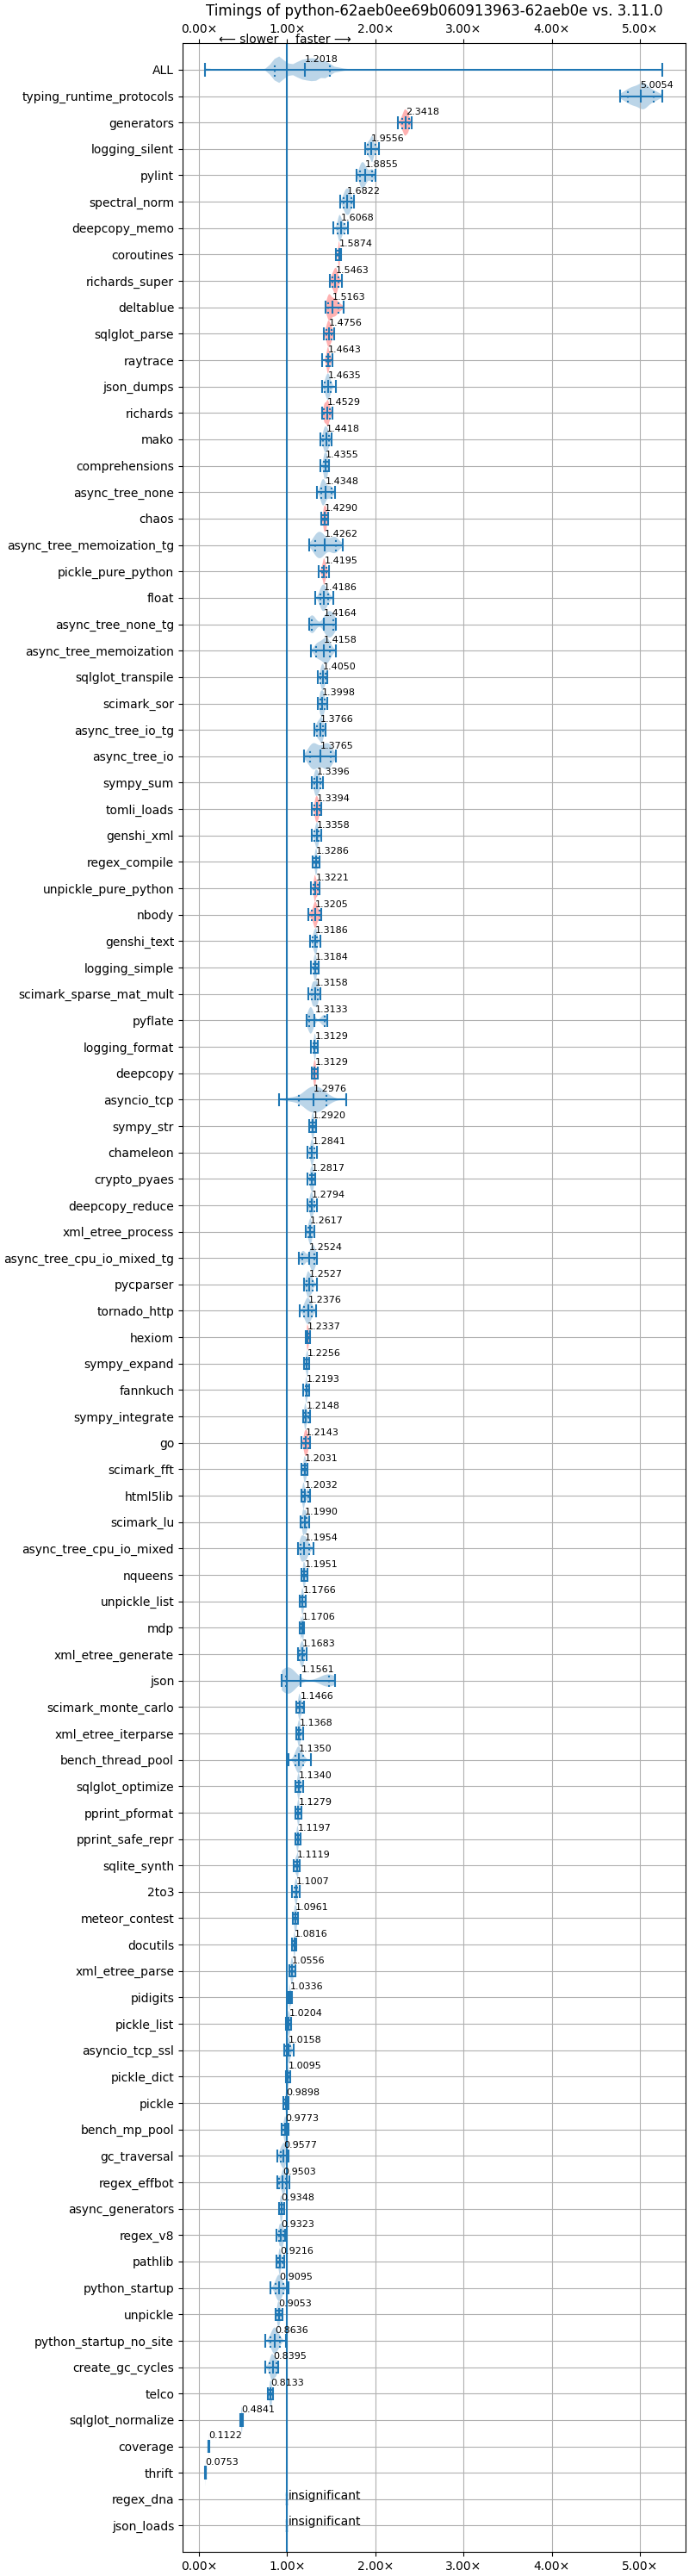 Timings of python-62aeb0ee69b060913963-62aeb0e vs. 3.11.0
0.00× 1.00× 2.00× 3.00× 4.00× 5.00×
⟵ slower faster ⟶
ALL 1.2018
typing_runtime_protocols 5.0054
generators 2.3418
logging_silent 1.9556
pylint 1.8855
spectral_norm 1.6822
deepcopy_memo 1.6068
coroutines 1.5874
richards_super 1.5463
deltablue 1.5163
sqlglot_parse 1.4756
raytrace 1.4643
json_dumps 1.4635
richards 1.4529
mako 1.4418
comprehensions 1.4355
async_tree_none 1.4348
chaos 1.4290
async_tree_memoization_tg 1.4262
pickle_pure_python 1.4195
float 1.4186
async_tree_none_tg 1.4164
async_tree_memoization 1.4158
sqlglot_transpile 1.4050
scimark_sor 1.3998
async_tree_io_tg 1.3766
async_tree_io 1.3765
sympy_sum 1.3396
tomli_loads 1.3394
genshi_xml 1.3358
regex_compile 1.3286
unpickle_pure_python 1.3221
nbody 1.3205
genshi_text 1.3186
logging_simple 1.3184
scimark_sparse_mat_mult 1.3158
pyflate 1.3133
logging_format 1.3129
deepcopy 1.3129
asyncio_tcp 1.2976
sympy_str 1.2920
chameleon 1.2841
crypto_pyaes 1.2817
deepcopy_reduce 1.2794
xml_etree_process 1.2617
async_tree_cpu_io_mixed_tg 1.2524
pycparser 1.2527
tornado_http 1.2376
hexiom 1.2337
sympy_expand 1.2256
fannkuch 1.2193
sympy_integrate 1.2148
go 1.2143
scimark_fft 1.2031
html5lib 1.2032
scimark_lu 1.1990
async_tree_cpu_io_mixed 1.1954
nqueens 1.1951
unpickle_list 1.1766
mdp 1.1706
xml_etree_generate 1.1683
json 1.1561
scimark_monte_carlo 1.1466
xml_etree_iterparse 1.1368
bench_thread_pool 1.1350
sqlglot_optimize 1.1340
pprint_pformat 1.1279
pprint_safe_repr 1.1197
sqlite_synth 1.1119
2to3 1.1007
meteor_contest 1.0961
docutils 1.0816
xml_etree_parse 1.0556
pidigits 1.0336
pickle_list 1.0204
asyncio_tcp_ssl 1.0158
pickle_dict 1.0095
pickle 0.9898
bench_mp_pool 0.9773
gc_traversal 0.9577
regex_effbot 0.9503
async_generators 0.9348
regex_v8 0.9323
pathlib 0.9216
python_startup 0.9095
unpickle 0.9053
python_startup_no_site 0.8636
create_gc_cycles 0.8395
telco 0.8133
sqlglot_normalize 0.4841
coverage 0.1122
thrift 0.0753
regex_dna insignificant
json_loads insignificant
0.00× 1.00× 2.00× 3.00× 4.00× 5.00×